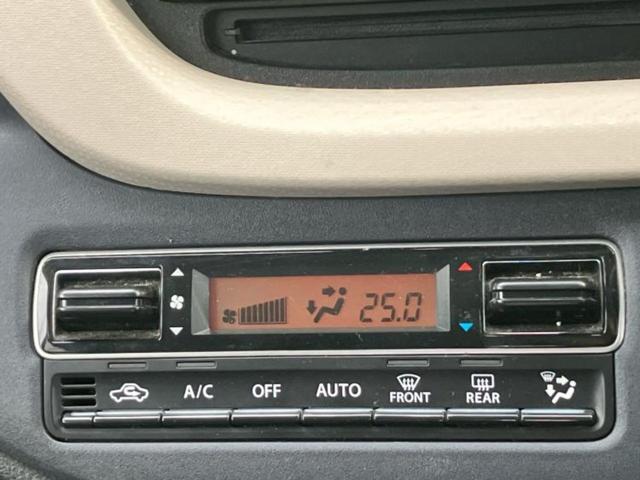 25.0
A/C OFF AUTO FRONT REAR